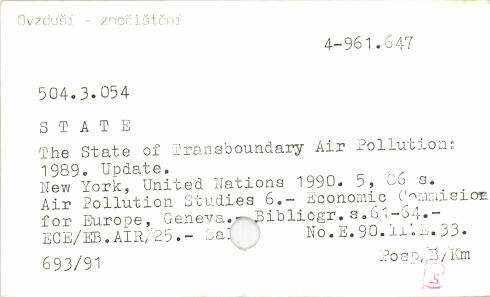 Ovzduší - znečištění
4-961.647
504.3.054
S T A T E
The State of Transboundary Air Pollution:
1989. Update.
New York, United Nations 1990. 5, 86 s.
Air Pollution Studies 6.- Economic Commision
for Europe, Geneva.- Bibliogr.s.61-64.-
ECE/EB.AIR/25.- Sal No.E.90.II.E.33.
693/91 Posp/B/Km
B